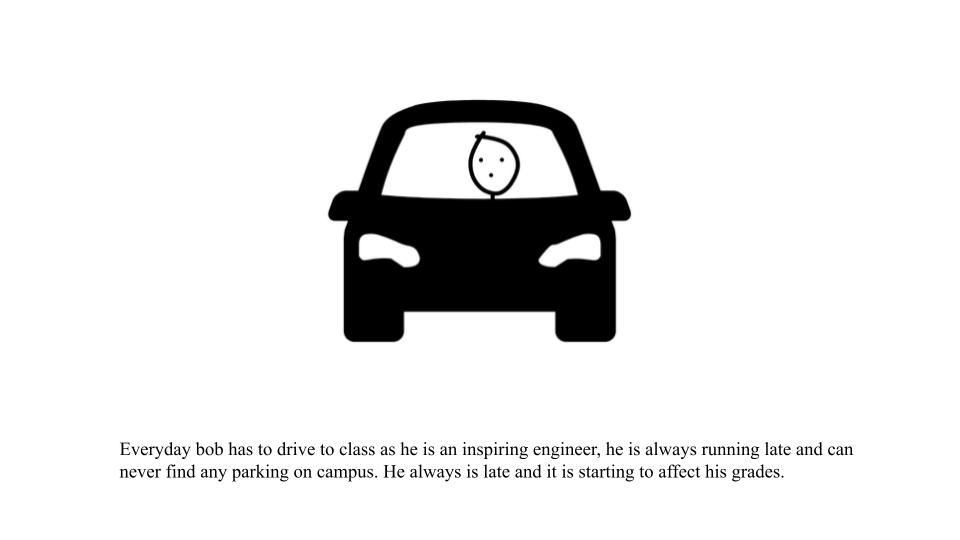 Everyday bob has to drive to class as he is an inspiring engineer, he is always running late and can
never find any parking on campus. He always is late and it is starting to affect his grades.